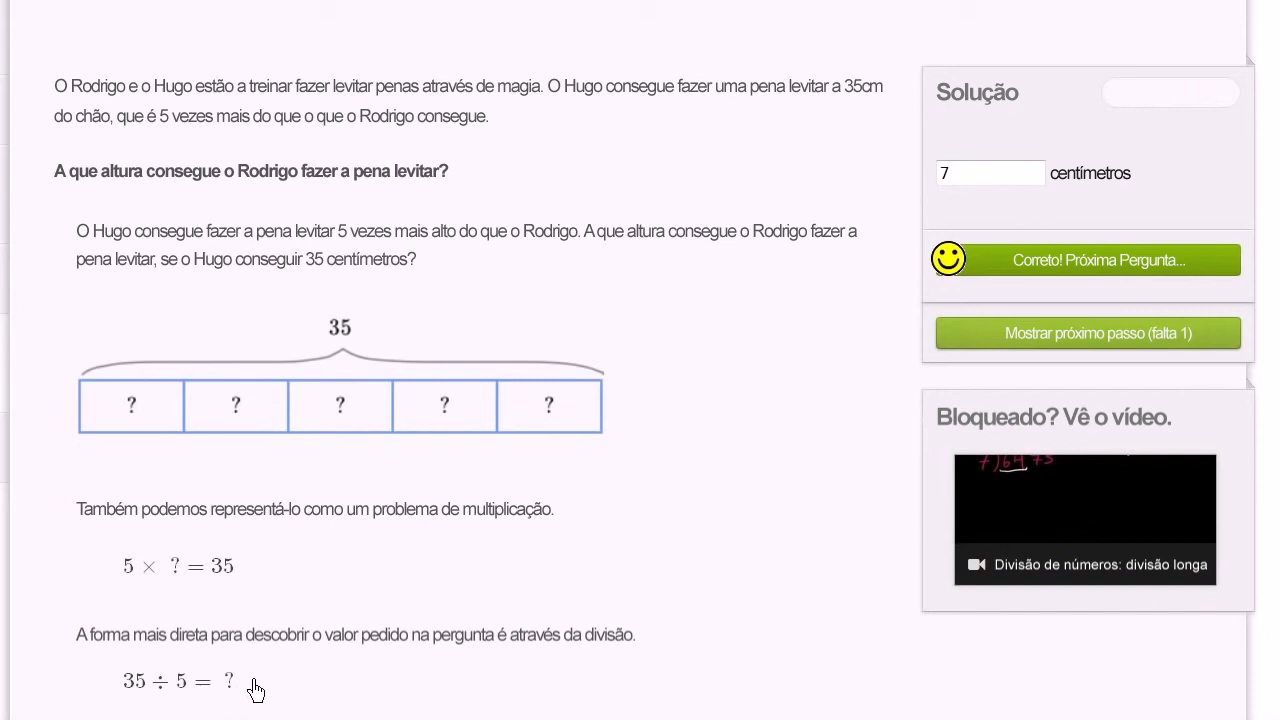 O Rodrigo e o Hugo estão a treinar fazer levitar penas através de magia. O Hugo consegue fazer uma pena levitar a 35cm
do chão, que é 5 vezes mais do que o que o Rodrigo consegue.
A que altura consegue o Rodrigo fazer a pena levitar?
O Hugo consegue fazer a pena levitar 5 vezes mais alto do que o Rodrigo. A que altura consegue o Rodrigo fazer a
pena levitar, se o Hugo conseguir 35 centímetros?
35
? ? ? ? ?
Também podemos representá-lo como um problema de multiplicação.
5 × ? = 35
A forma mais direta para descobrir o valor pedido na pergunta é através da divisão.
35 ÷ 5 = ?
Solução
7 centímetros
Correto! Próxima Pergunta...
Mostrar próximo passo (falta 1)
Bloqueado? Vê o vídeo.
Divisão de números: divisão longa